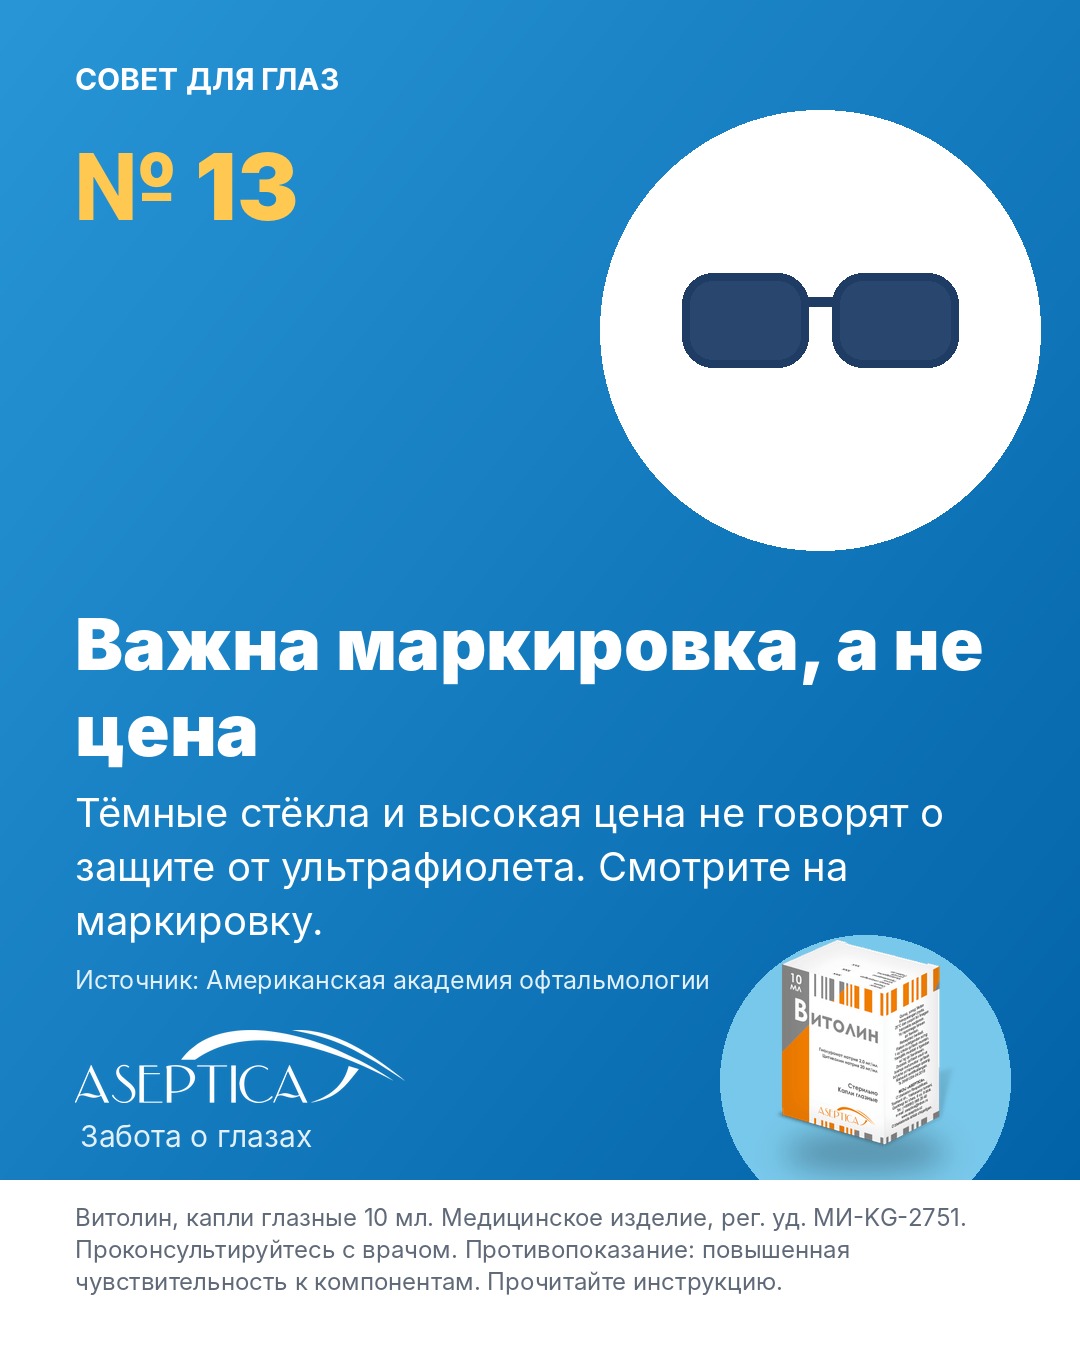 СОВЕТ ДЛЯ ГЛАЗ
№ 13
Важна маркировка, а не
цена
Тёмные стёкла и высокая цена не говорят о
защите от ультрафиолета. Смотрите на
маркировку.
Источник: Американская академия офтальмологии
ASEPTICA
Забота о глазах
10
МЛ
Витолин
Стерильно
Капли глазные
ASEPTICA
Витолин, капли глазные 10 мл. Медицинское изделие, рег. уд. МИ-KG-2751.
Проконсультируйтесь с врачом. Противопоказание: повышенная
чувствительность к компонентам. Прочитайте инструкцию.